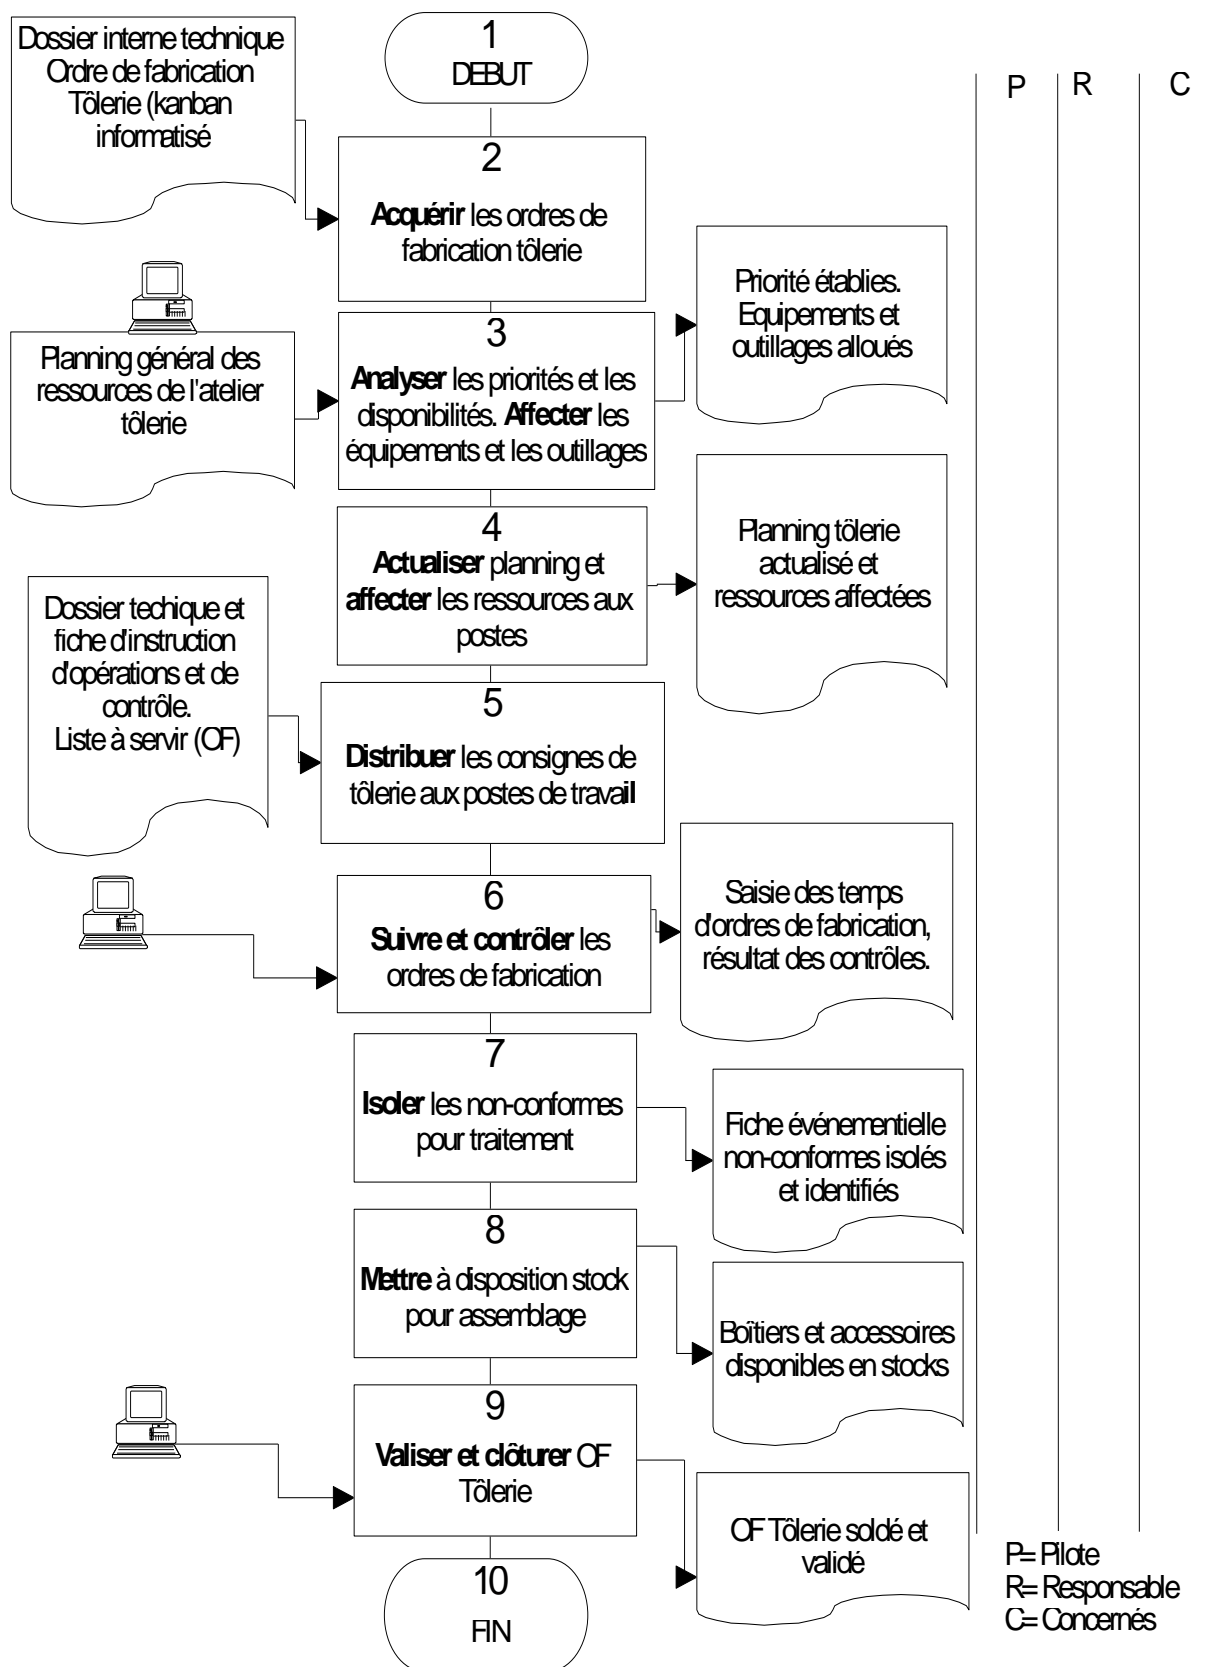 Dossier interne technique
Ordre de fabrication
Tôlerie (kanban
informatisé
1
DEBUT
P
R
C
2
Acquérir les ordres de
fabrication tôlerie
Priorité établies.
Equipements et
outillages alloués
Planning général des
ressources de l'atelier
tôlerie
3
Analyser les priorités et les
disponibilités. Affecter les
équipements et les outillages
4
Actualiser planning et
affecter les ressources aux
postes
Planning tôlerie
actualisé et
ressources affectées
Dossier techique et
fiche d'instruction
d'opérations et de
contrôle.
Liste à servir (OF)
5
Distribuer les consignes de
tôlerie aux postes de travail
6
Suivre et contrôler les
ordres de fabrication
Saisie des temps
d'ordres de fabrication,
résultat des contrôles.
7
Isoler les non-conformes
pour traitement
Fiche événementielle
non-conformes isolés
et identifiés
8
Mettre à disposition stock
pour assemblage
Boîtiers et accessoires
disponibles en stocks
9
Valiser et clôturer OF
Tôlerie
OF Tôlerie soldé et
validé
10
FIN
P= Pilote
R= Responsable
C= Concernés